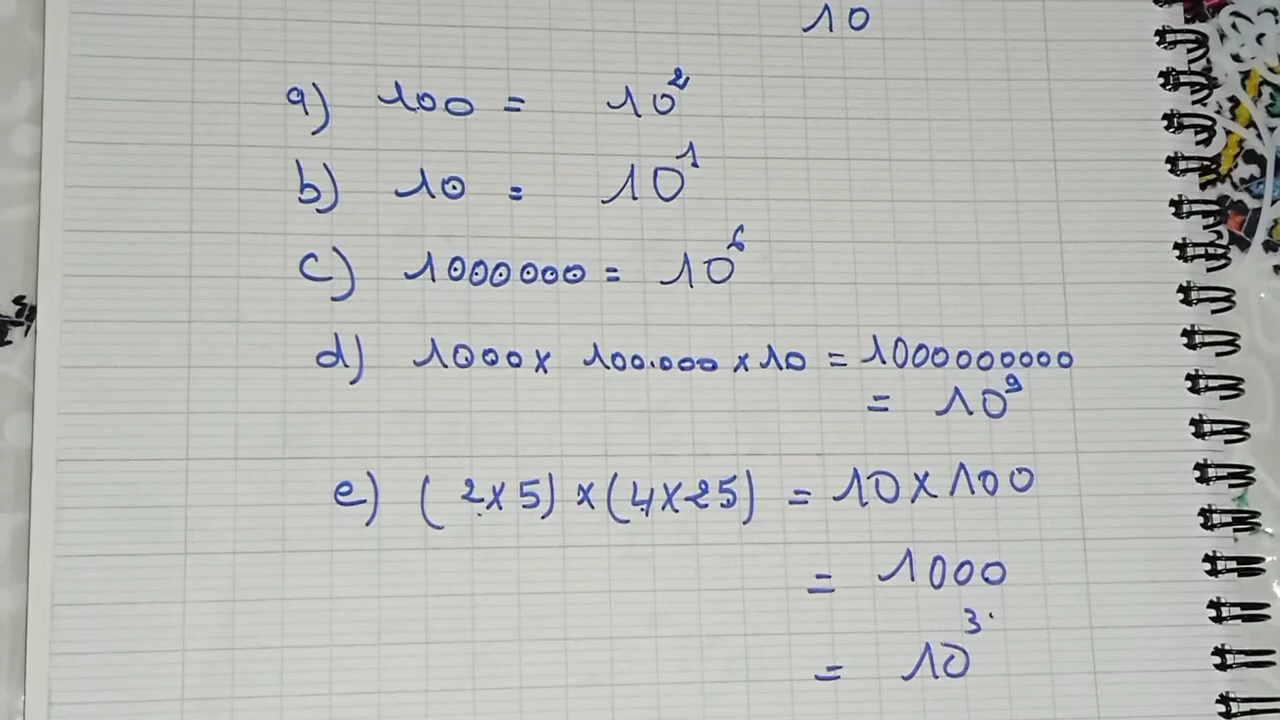 10
a) 100 = 10²
b) 10 = 10¹
c) 1000000 = 10⁶
d) 1000 x 100.000 x 10 = 1000000000
= 10⁹
e) (2x5) x (4x25) = 10 x 100
= 1000
= 10³